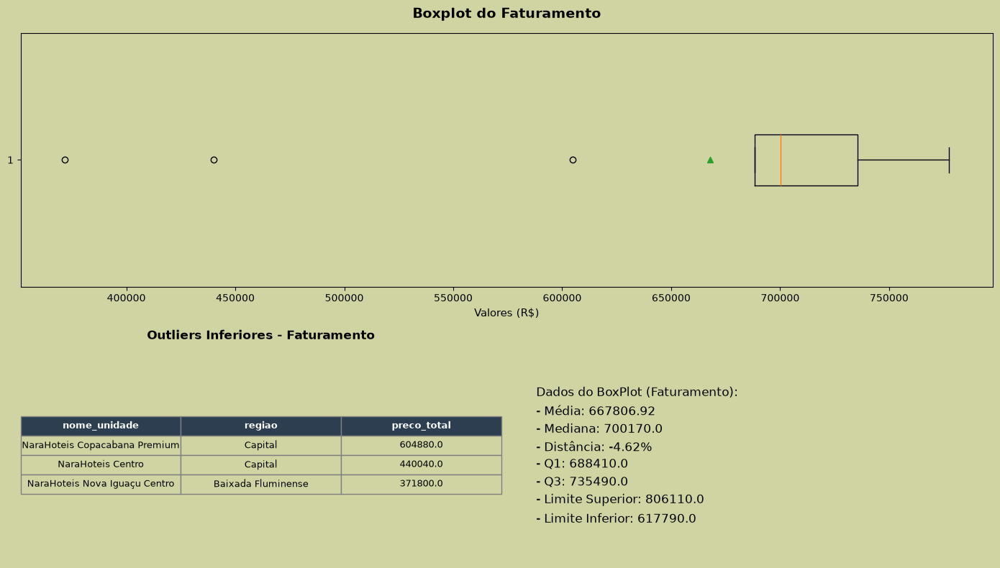 Boxplot do Faturamento
1
400000 450000 500000 550000 600000 650000 700000 750000
Valores (R$)
Outliers Inferiores - Faturamento
nome_unidade regiao preco_total
NaraHoteis Copacabana Premium Capital 604880.0
NaraHoteis Centro Capital 440040.0
NaraHoteis Nova Iguaçu Centro Baixada Fluminense 371800.0
Dados do BoxPlot (Faturamento):
- Média: 667806.92
- Mediana: 700170.0
- Distância: -4.62%
- Q1: 688410.0
- Q3: 735490.0
- Limite Superior: 806110.0
- Limite Inferior: 617790.0